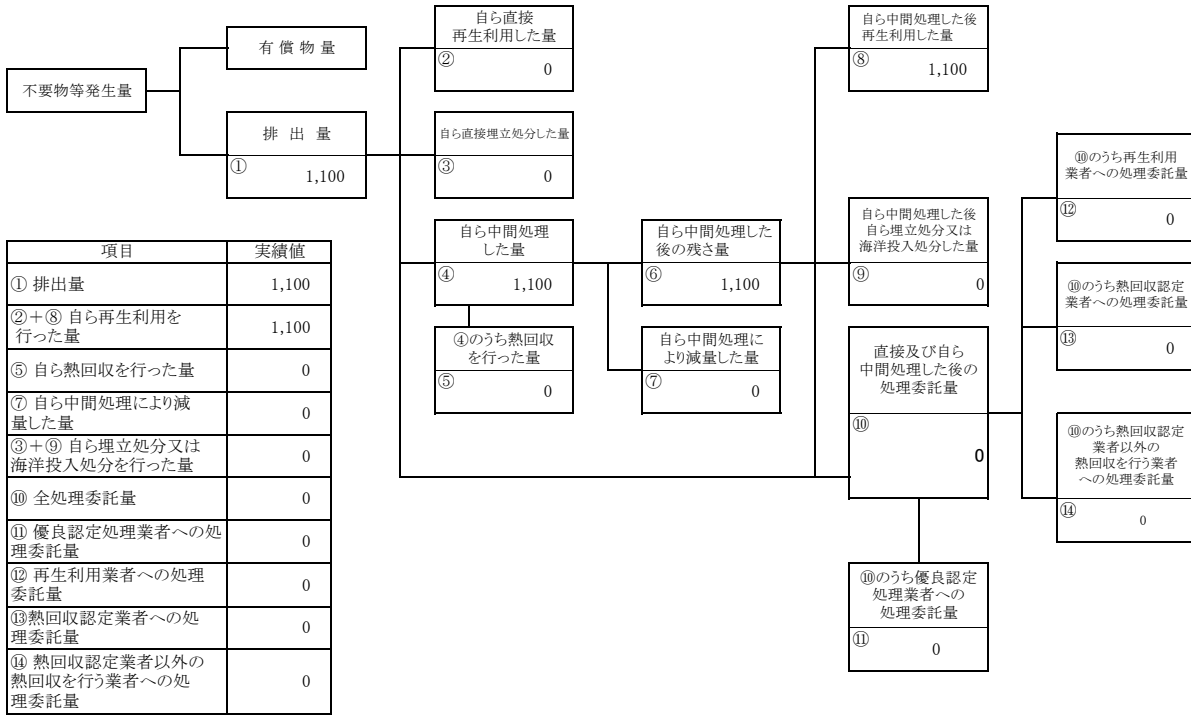 不要物等発生量
有 償 物 量
排 出 量
①
1,100
自ら直接
再生利用した量
②
0
自ら直接埋立処分した量
③
0
自ら中間処理
した量
④
1,100
④のうち熱回収
を行った量
⑤
0
自ら中間処理した
後の残さ量
⑥
1,100
自ら中間処理に
より減量した量
⑦
0
自ら中間処理した後
再生利用した量
⑧
1,100
自ら中間処理した後
自ら埋立処分又は
海洋投入処分した量
⑨
0
直接及び自ら
中間処理した後の
処理委託量
⑩
0
⑩のうち優良認定
処理業者への
処理委託量
⑪
0
⑩のうち再生利用
業者への処理委託量
⑫
0
⑩のうち熱回収認定
業者への処理委託量
⑬
0
⑩のうち熱回収認定
業者以外の
熱回収を行う業者
への処理委託量
⑭
0
項目 実績値
① 排出量 1,100
②+⑧ 自ら再生利用を
行った量 1,100
⑤ 自ら熱回収を行った量 0
⑦ 自ら中間処理により減
量した量 0
③+⑨ 自ら埋立処分又は
海洋投入処分を行った量 0
⑩ 全処理委託量 0
⑪ 優良認定処理業者への処
理委託量 0
⑫ 再生利用業者への処理
委託量 0
⑬熱回収認定業者への処
理委託量 0
⑭ 熱回収認定業者以外の
熱回収を行う業者への処
理委託量 0